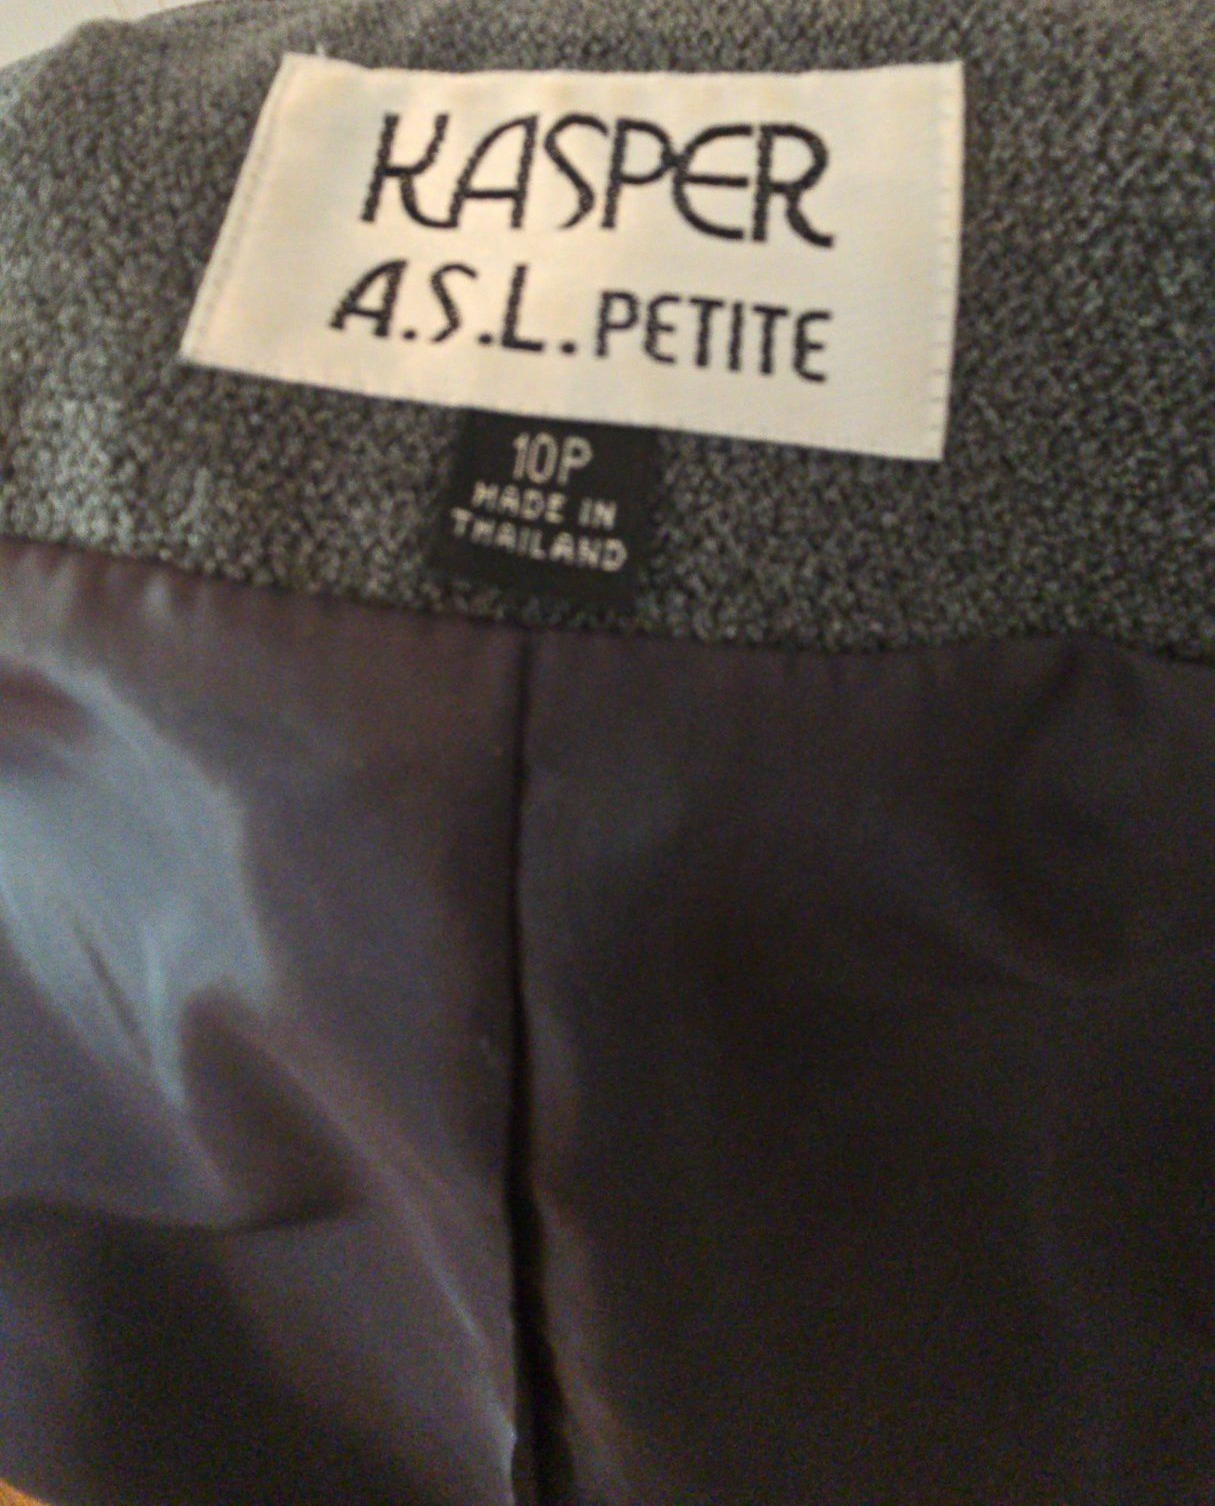 KASPER
A.S.L. PETITE
10P
MADE IN
THAILAND